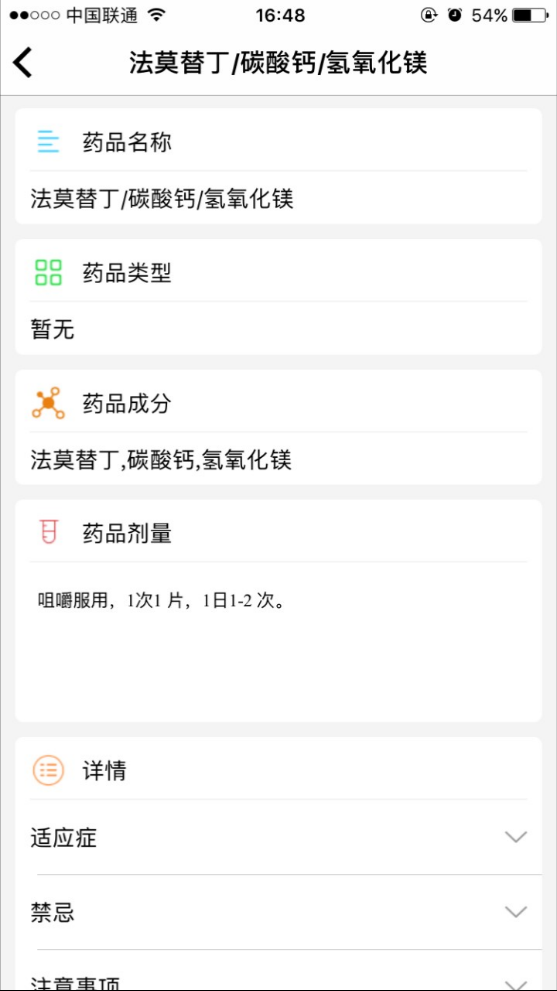 中国联通 16:48 54%
法莫替丁/碳酸钙/氢氧化镁
药品名称
法莫替丁/碳酸钙/氢氧化镁
药品类型
暂无
药品成分
法莫替丁,碳酸钙,氢氧化镁
药品剂量
咀嚼服用，1次1 片，1日1-2 次。
详情
适应症
禁忌
注意事项